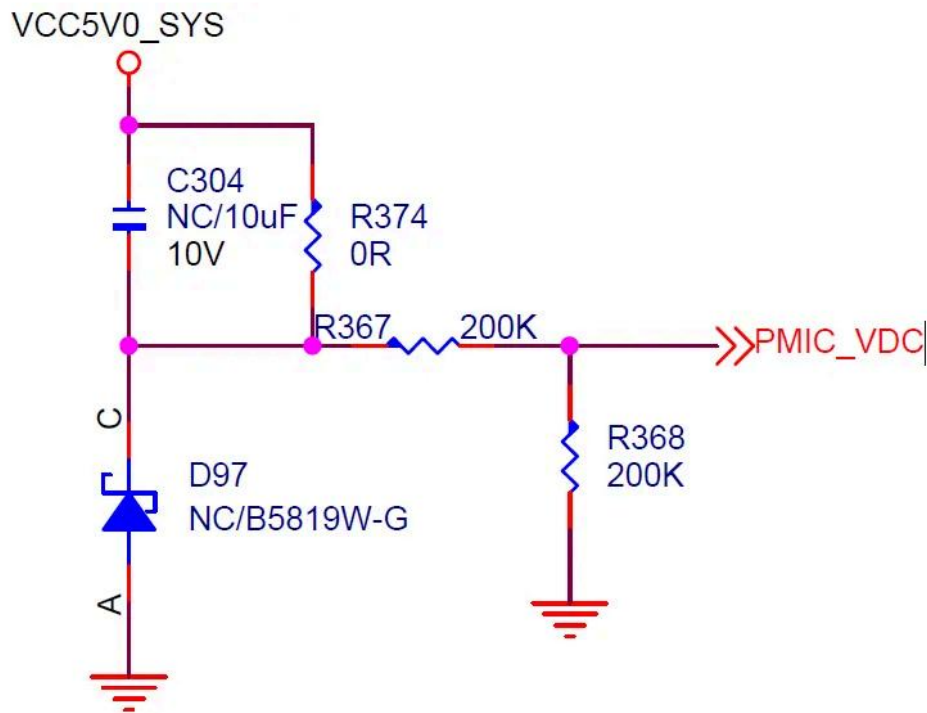 VCC5V0_SYS
C304
NC/10uF
10V
R374
0R
R367
200K
PMIC_VDC
C
D97
NC/B5819W-G
A
R368
200K